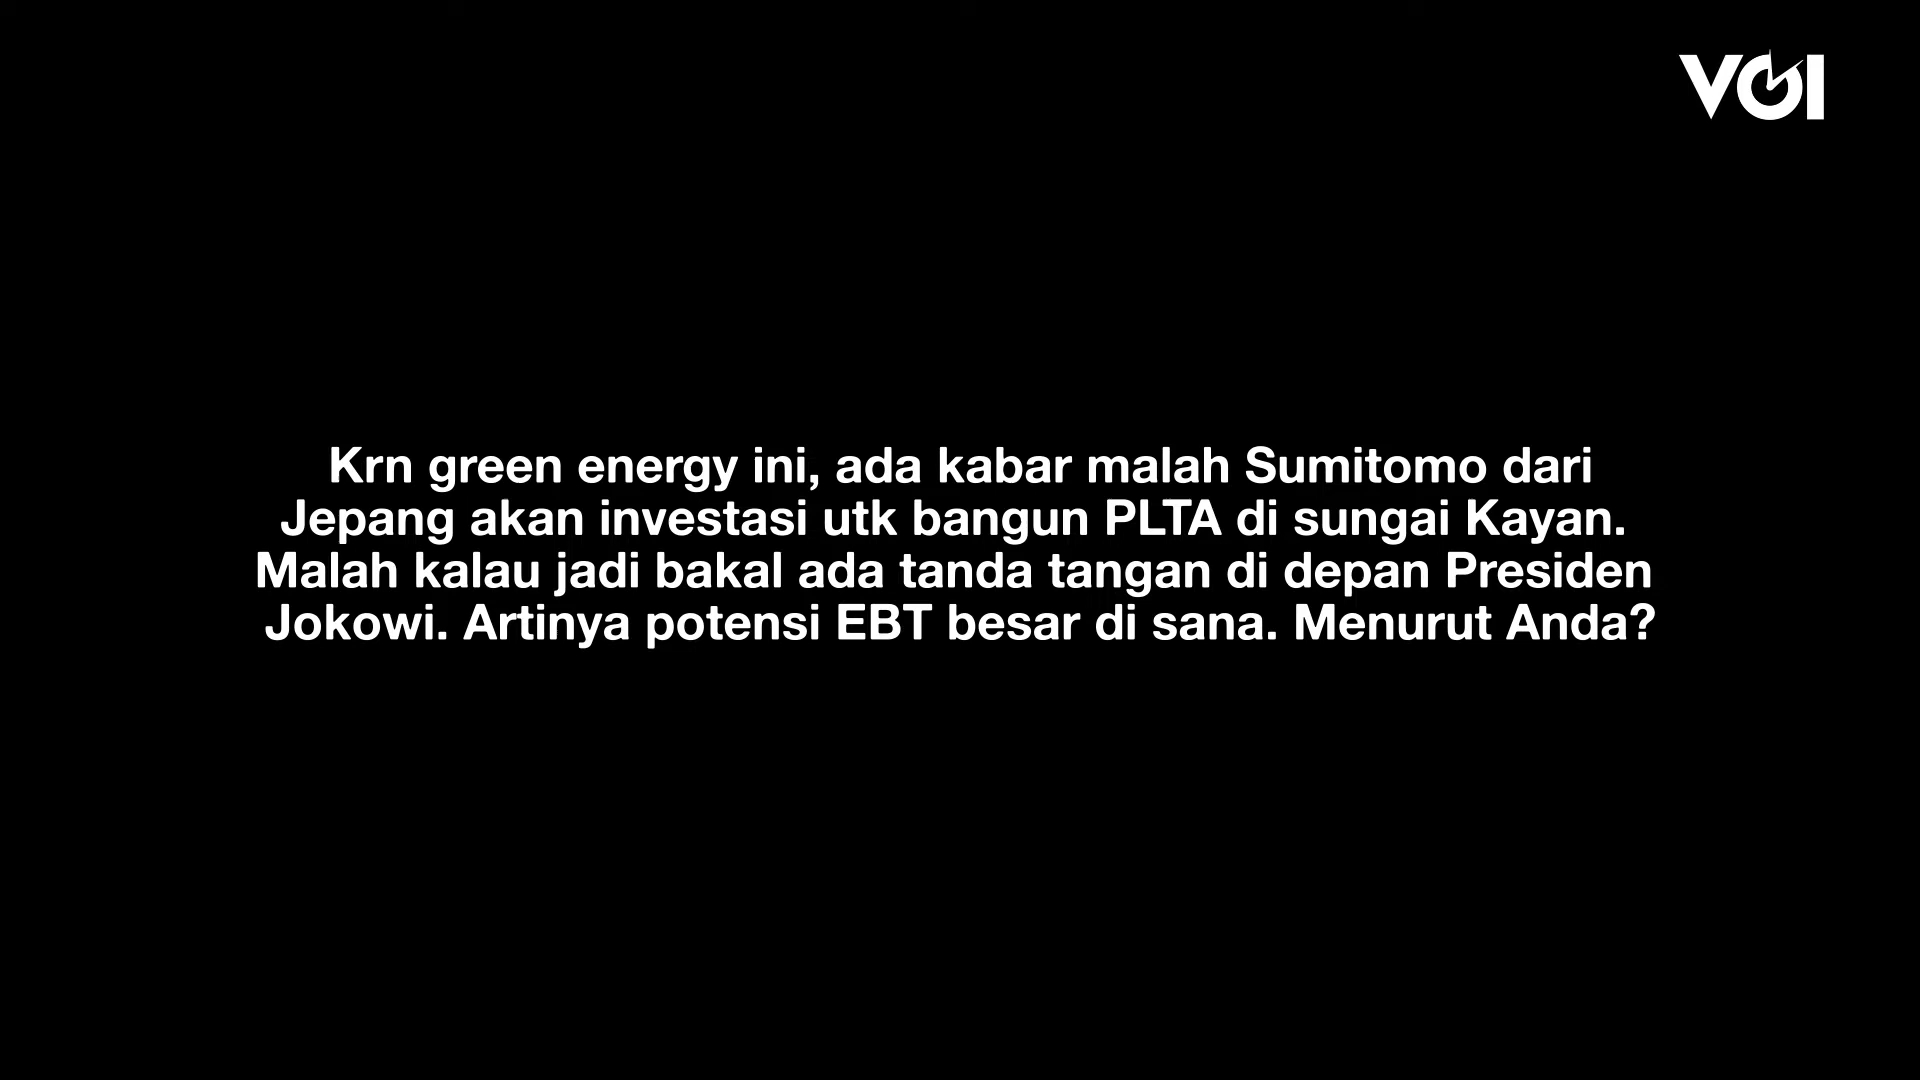 VOI
Krn green energy ini, ada kabar malah Sumitomo dari
Jepang akan investasi utk bangun PLTA di sungai Kayan.
Malah kalau jadi bakal ada tanda tangan di depan Presiden
Jokowi. Artinya potensi EBT besar di sana. Menurut Anda?